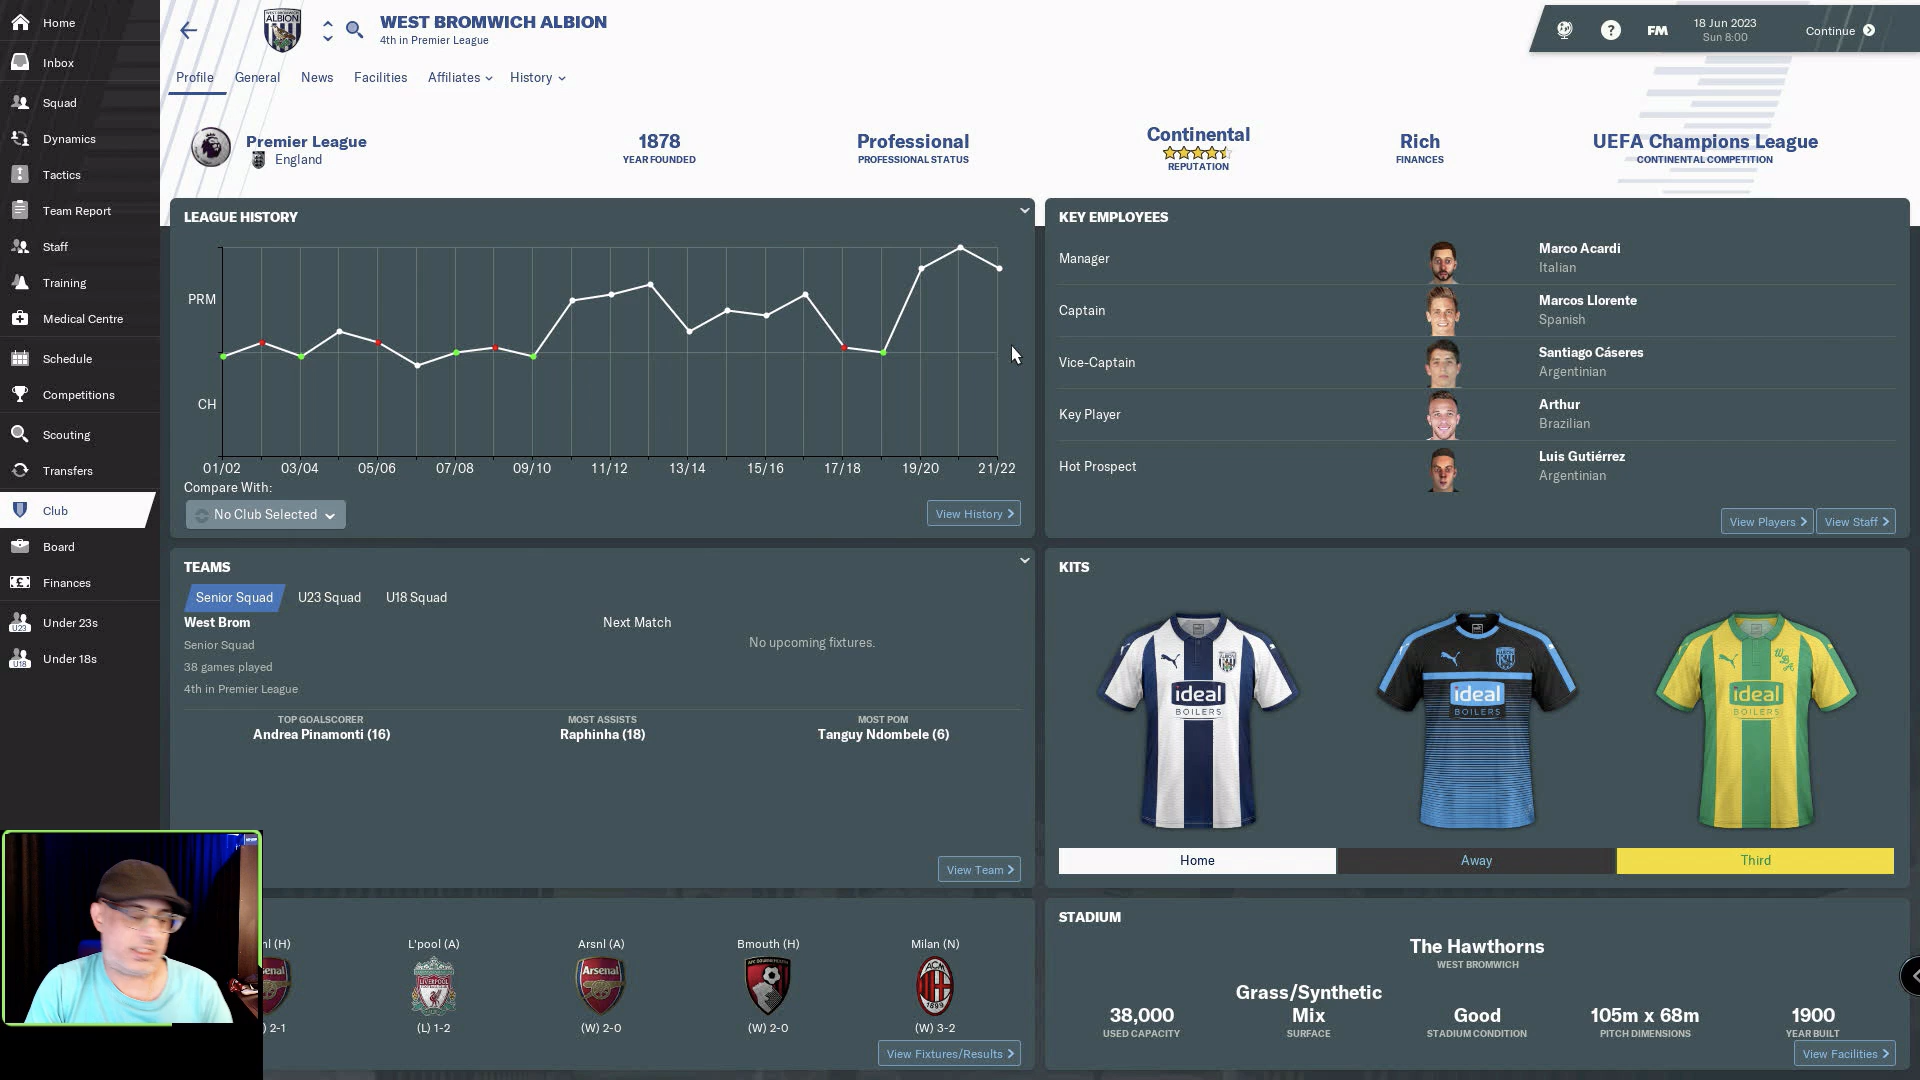 Home
Inbox
Squad
Dynamics
Tactics
Team Report
Staff
Training
Medical Centre
Schedule
Competitions
Scouting
Transfers
Club
Board
Finances
Under 23s
Under 18s
WEST BROMWICH ALBION
4th in Premier League
FM
18 Jun 2023
Sun 8:00
Continue
Profile
General
News
Facilities
Affiliates
History
Premier League
England
1878
YEAR FOUNDED
Professional
PROFESSIONAL STATUS
Continental
REPUTATION
Rich
FINANCES
UEFA Champions League
CONTINENTAL COMPETITION
LEAGUE HISTORY
PRM
CH
01/02 03/04 05/06 07/08 09/10 11/12 13/14 15/16 17/18 19/20 21/22
Compare With:
No Club Selected
View History
KEY EMPLOYEES
Manager
Marco Acardi
Italian
Captain
Marcos Llorente
Spanish
Vice-Captain
Santiago Cáseres
Argentinian
Key Player
Arthur
Brazilian
Hot Prospect
Luis Gutiérrez
Argentinian
View Players
View Staff
TEAMS
Senior Squad
U23 Squad
U18 Squad
West Brom
Senior Squad
38 games played
4th in Premier League
Next Match
No upcoming fixtures.
TOP GOALSCORER
Andrea Pinamonti (16)
MOST ASSISTS
Raphinha (18)
MOST POM
Tanguy Ndombele (6)
View Team
KITS
ideal
BOILERS
ideal
BOILERS
ideal
BOILERS
Home
Away
Third
nl (H)
L'pool (A)
Arsnl (A)
Bmouth (H)
Milan (N)
) 2-1
(L) 1-2
(W) 2-0
(W) 2-0
(W) 3-2
View Fixtures/Results
STADIUM
The Hawthorns
WEST BROMWICH
38,000
USED CAPACITY
Grass/Synthetic
Mix
SURFACE
Good
STADIUM CONDITION
105m x 68m
PITCH DIMENSIONS
1900
YEAR BUILT
View Facilities